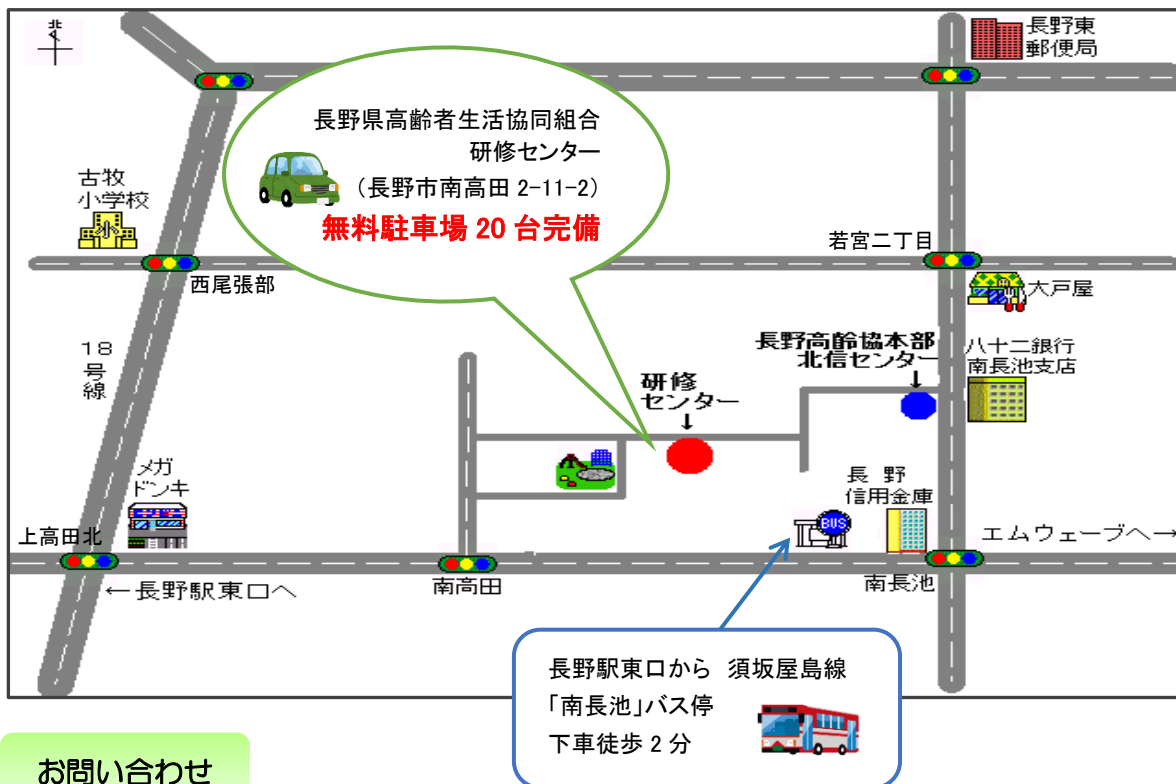 北
長野東
郵便局
長野県高齢者生活協同組合
研修センター
（長野市南高田 2-11-2）
無料駐車場 20 台完備
古牧
小学校
小
若宮二丁目
西尾張部
大戸屋
18
号
線
長野高齢協本部
北信センター
↓
八十二銀行
南長池支店
研修
センター
↓
メガ
ドンキ
長 野
信用金庫
BUS
上高田北
エムウェーブへ→
←長野駅東口へ
南高田
南長池
長野駅東口から 須坂屋島線
「南長池」バス停
下車徒歩 2 分
お問い合わせ